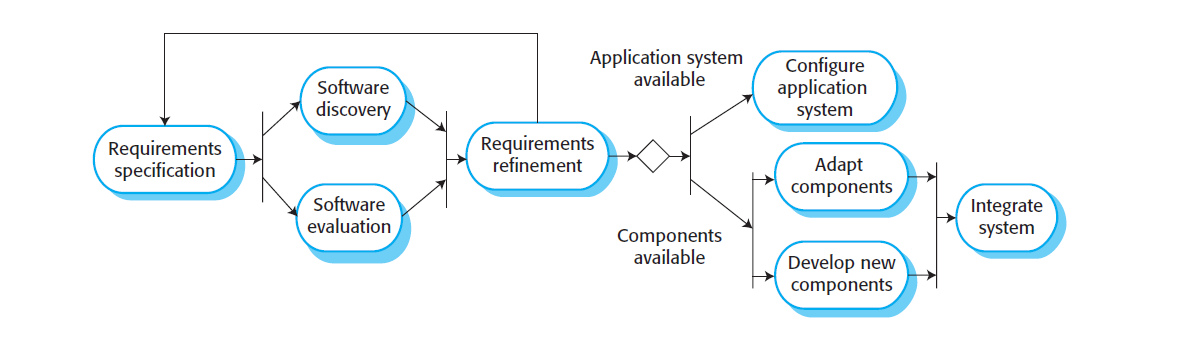 Requirements
specification
Software
discovery
Software
evaluation
Requirements
refinement
Application system
available
Configure
application
system
Components
available
Adapt
components
Develop new
components
Integrate
system